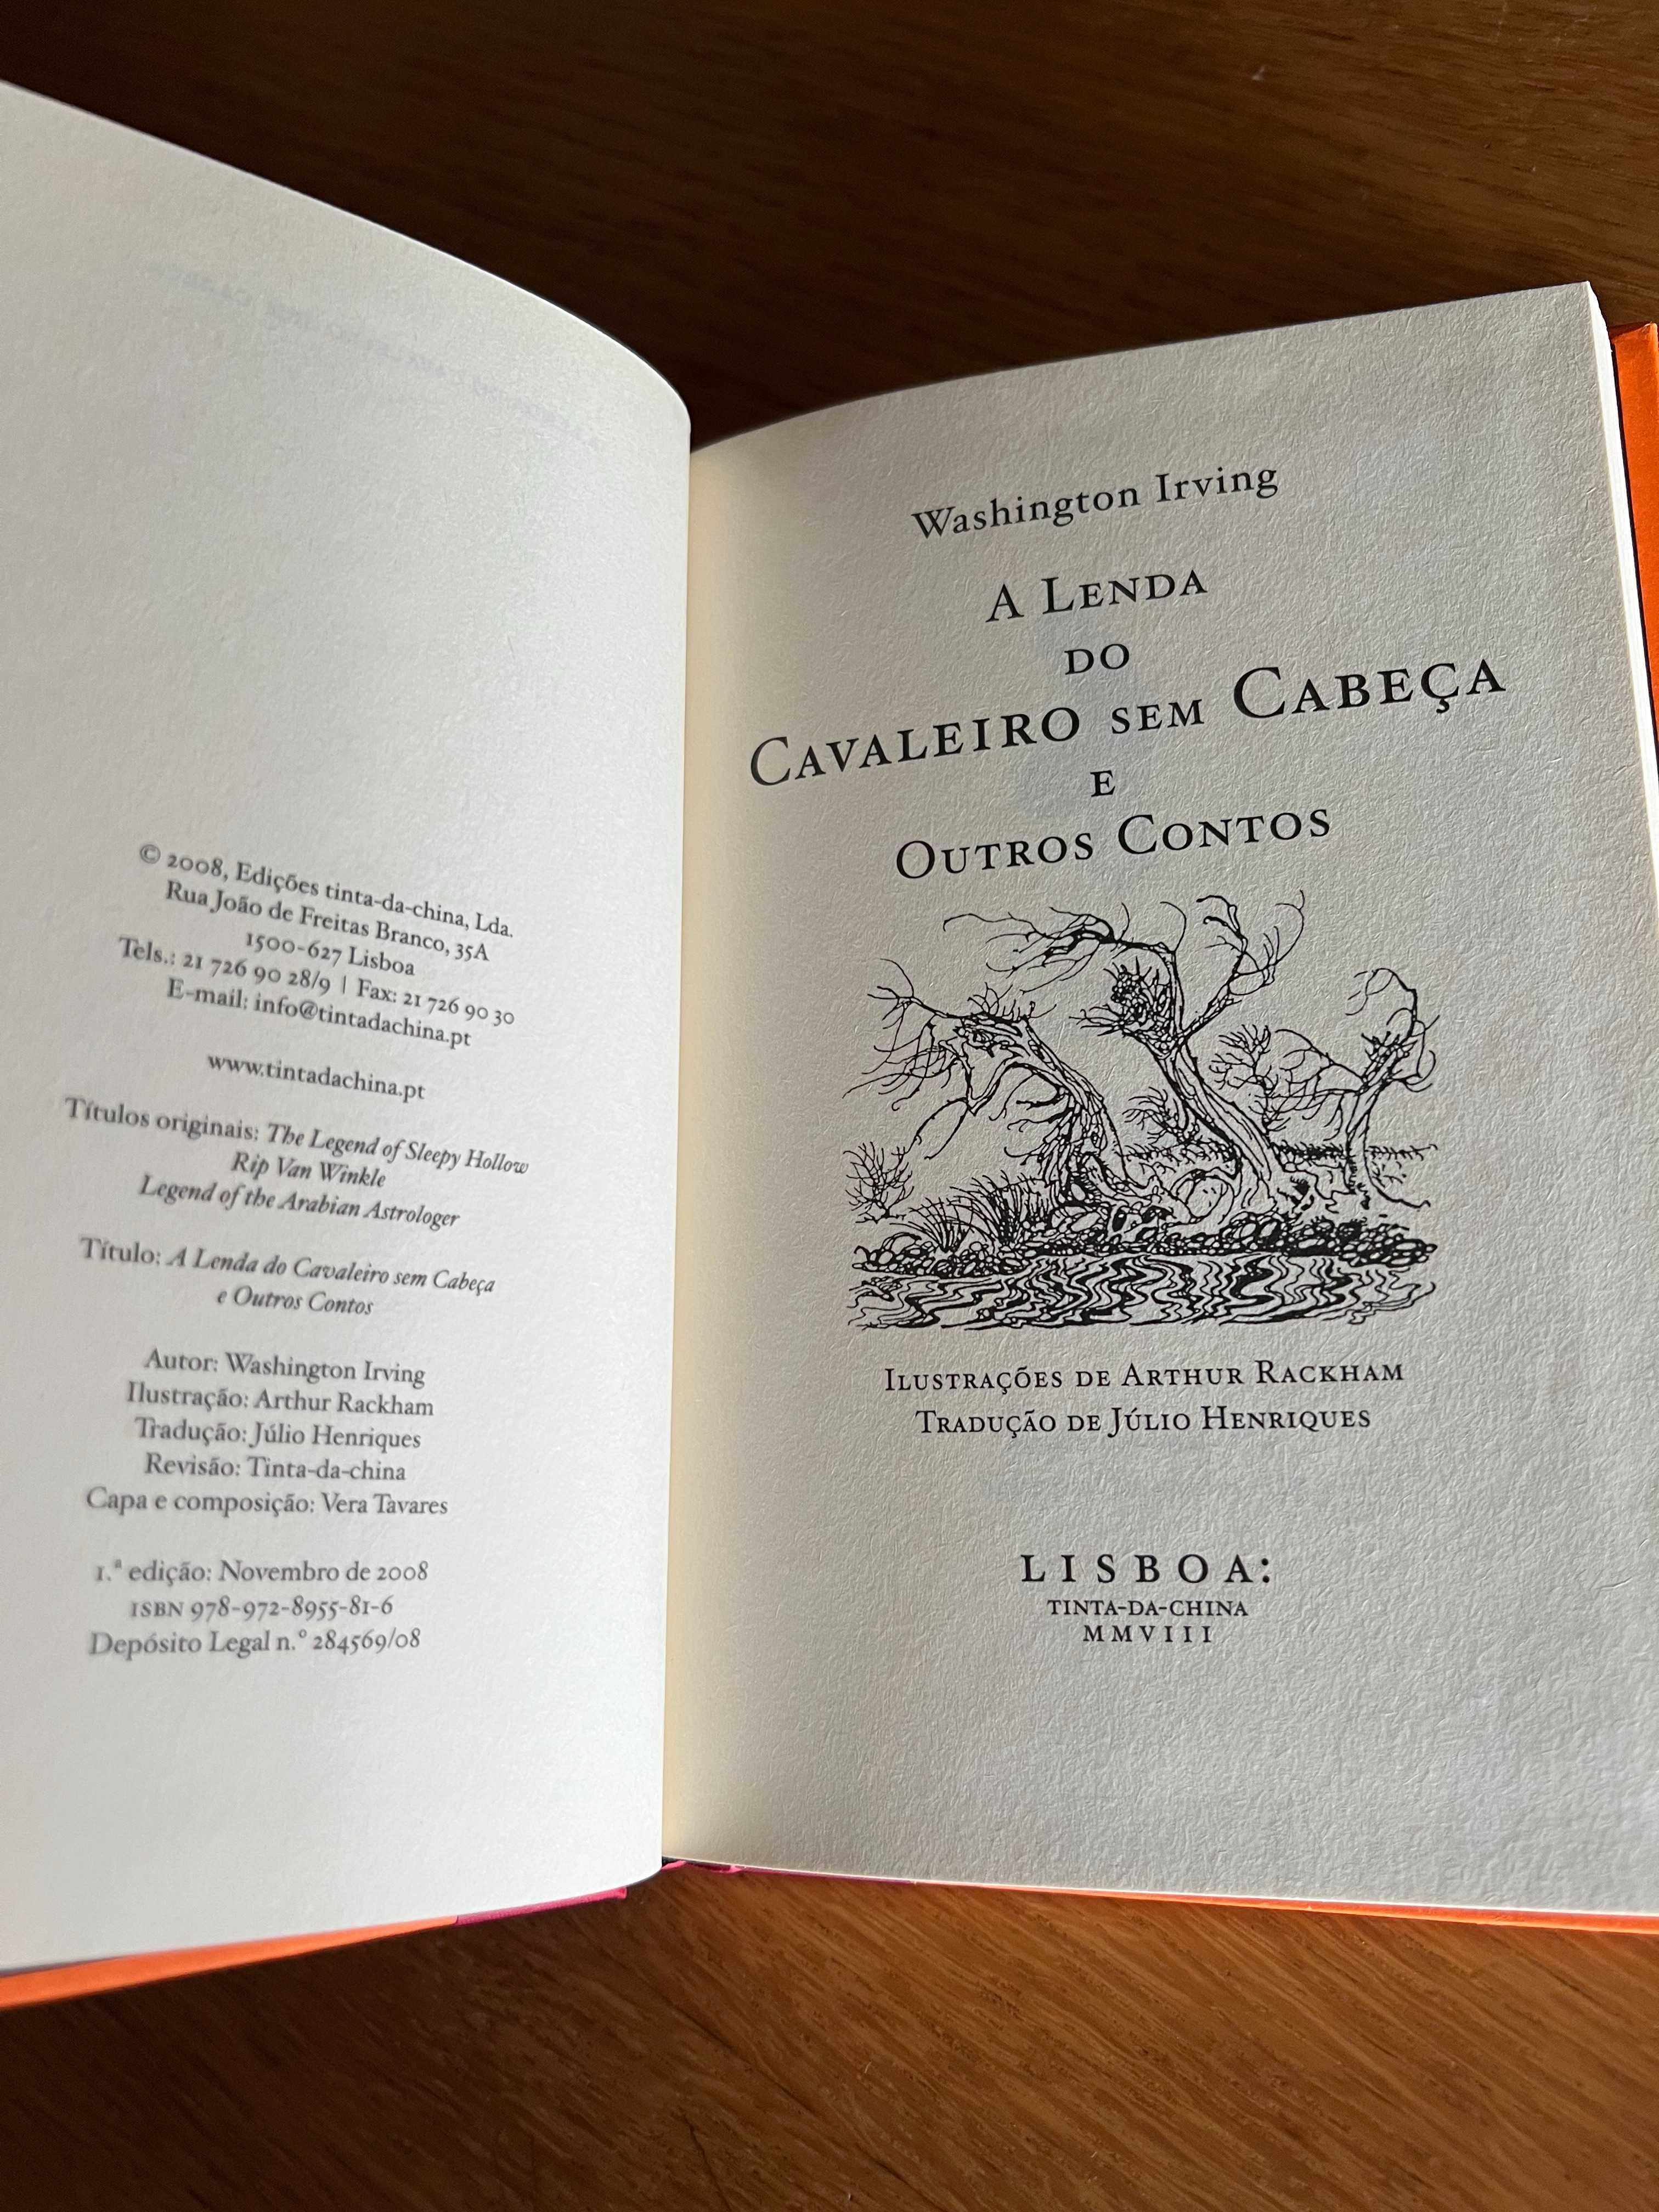 © 2008, Edições tinta-da-china, Lda.
Rua João de Freitas Branco, 35A
1500-627 Lisboa
Tels.: 21 726 90 28/9 | Fax: 21 726 90 30
E-mail: info@tintadachina.pt
www.tintadachina.pt
Títulos originais: The Legend of Sleepy Hollow
Rip Van Winkle
Legend of the Arabian Astrologer
Título: A Lenda do Cavaleiro sem Cabeça
e Outros Contos
Autor: Washington Irving
Ilustração: Arthur Rackham
Tradução: Júlio Henriques
Revisão: Tinta-da-china
Capa e composição: Vera Tavares
1.ª edição: Novembro de 2008
ISBN 978-972-8955-81-6
Depósito Legal n.º 284569/08
Washington Irving
A Lenda
do
Cavaleiro sem Cabeça
e
Outros Contos
Ilustrações de Arthur Rackham
Tradução de Júlio Henriques
LISBOA:
TINTA-DA-CHINA
MMVIII